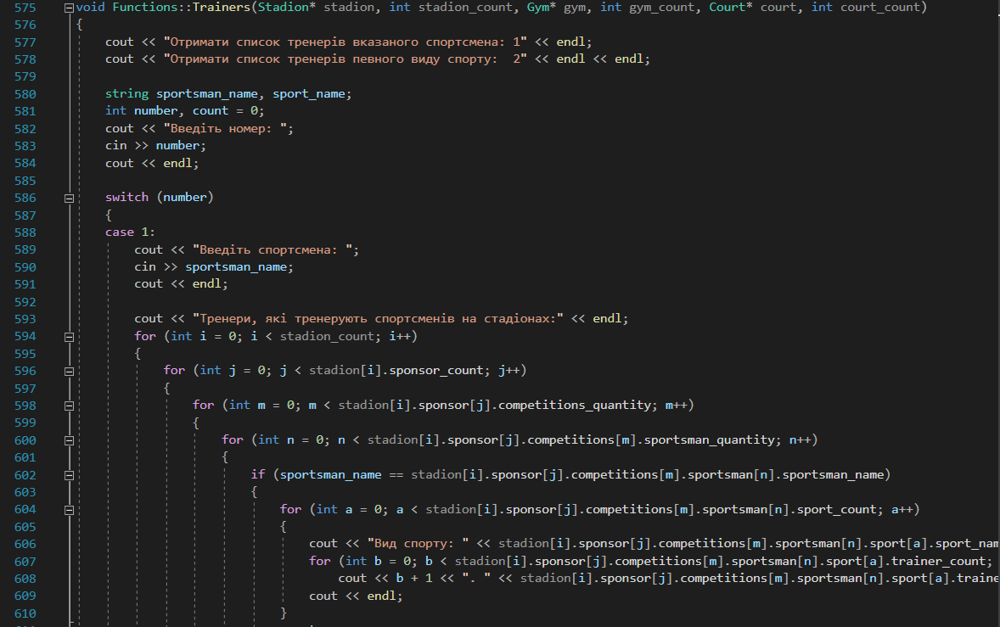 575 void Functions::Trainers(Stadion* stadion, int stadion_count, Gym* gym, int gym_count, Court* court, int court_count)
576 {
577 cout << "Отримати список тренерів вказаного спортсмена: 1" << endl;
578 cout << "Отримати список тренерів певного виду спорту:  2" << endl << endl;
579
580 string sportsman_name, sport_name;
581 int number, count = 0;
582 cout << "Введіть номер: ";
583 cin >> number;
584 cout << endl;
585
586 switch (number)
587 {
588 case 1:
589 cout << "Введіть спортсмена: ";
590 cin >> sportsman_name;
591 cout << endl;
592
593 cout << "Тренери, які тренерують спортсменів на стадіонах:" << endl;
594 for (int i = 0; i < stadion_count; i++)
595 {
596 for (int j = 0; j < stadion[i].sponsor_count; j++)
597 {
598 for (int m = 0; m < stadion[i].sponsor[j].competitions_quantity; m++)
599 {
600 for (int n = 0; n < stadion[i].sponsor[j].competitions[m].sportsman_quantity; n++)
601 {
602 if (sportsman_name == stadion[i].sponsor[j].competitions[m].sportsman[n].sportsman_name)
603 {
604 for (int a = 0; a < stadion[i].sponsor[j].competitions[m].sportsman[n].sport_count; a++)
605 {
606 cout << "Вид спорту: " << stadion[i].sponsor[j].competitions[m].sportsman[n].sport[a].sport_nam
607 for (int b = 0; b < stadion[i].sponsor[j].competitions[m].sportsman[n].sport[a].trainer_count;
608 cout << b + 1 << ". " << stadion[i].sponsor[j].competitions[m].sportsman[n].sport[a].traine
609 cout << endl;
610 }